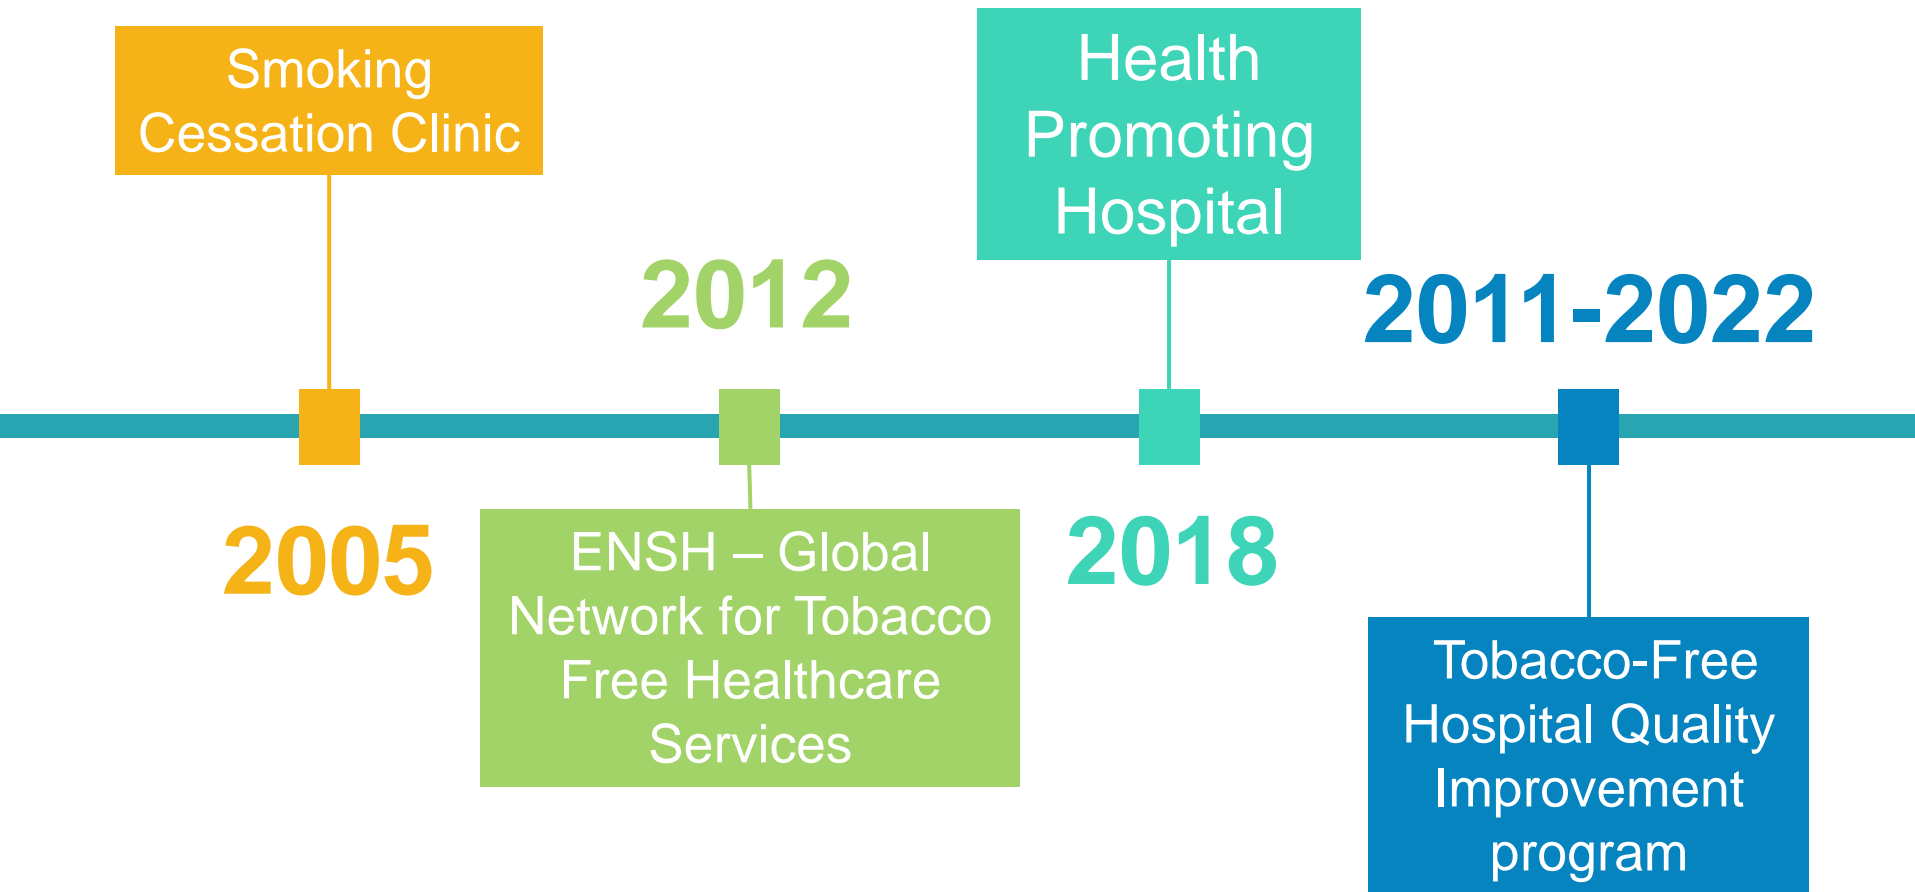 Smoking
Cessation Clinic
2005
2012
ENSH – Global
Network for Tobacco
Free Healthcare
Services
Health
Promoting
Hospital
2018
2011-2022
Tobacco-Free
Hospital Quality
Improvement
program